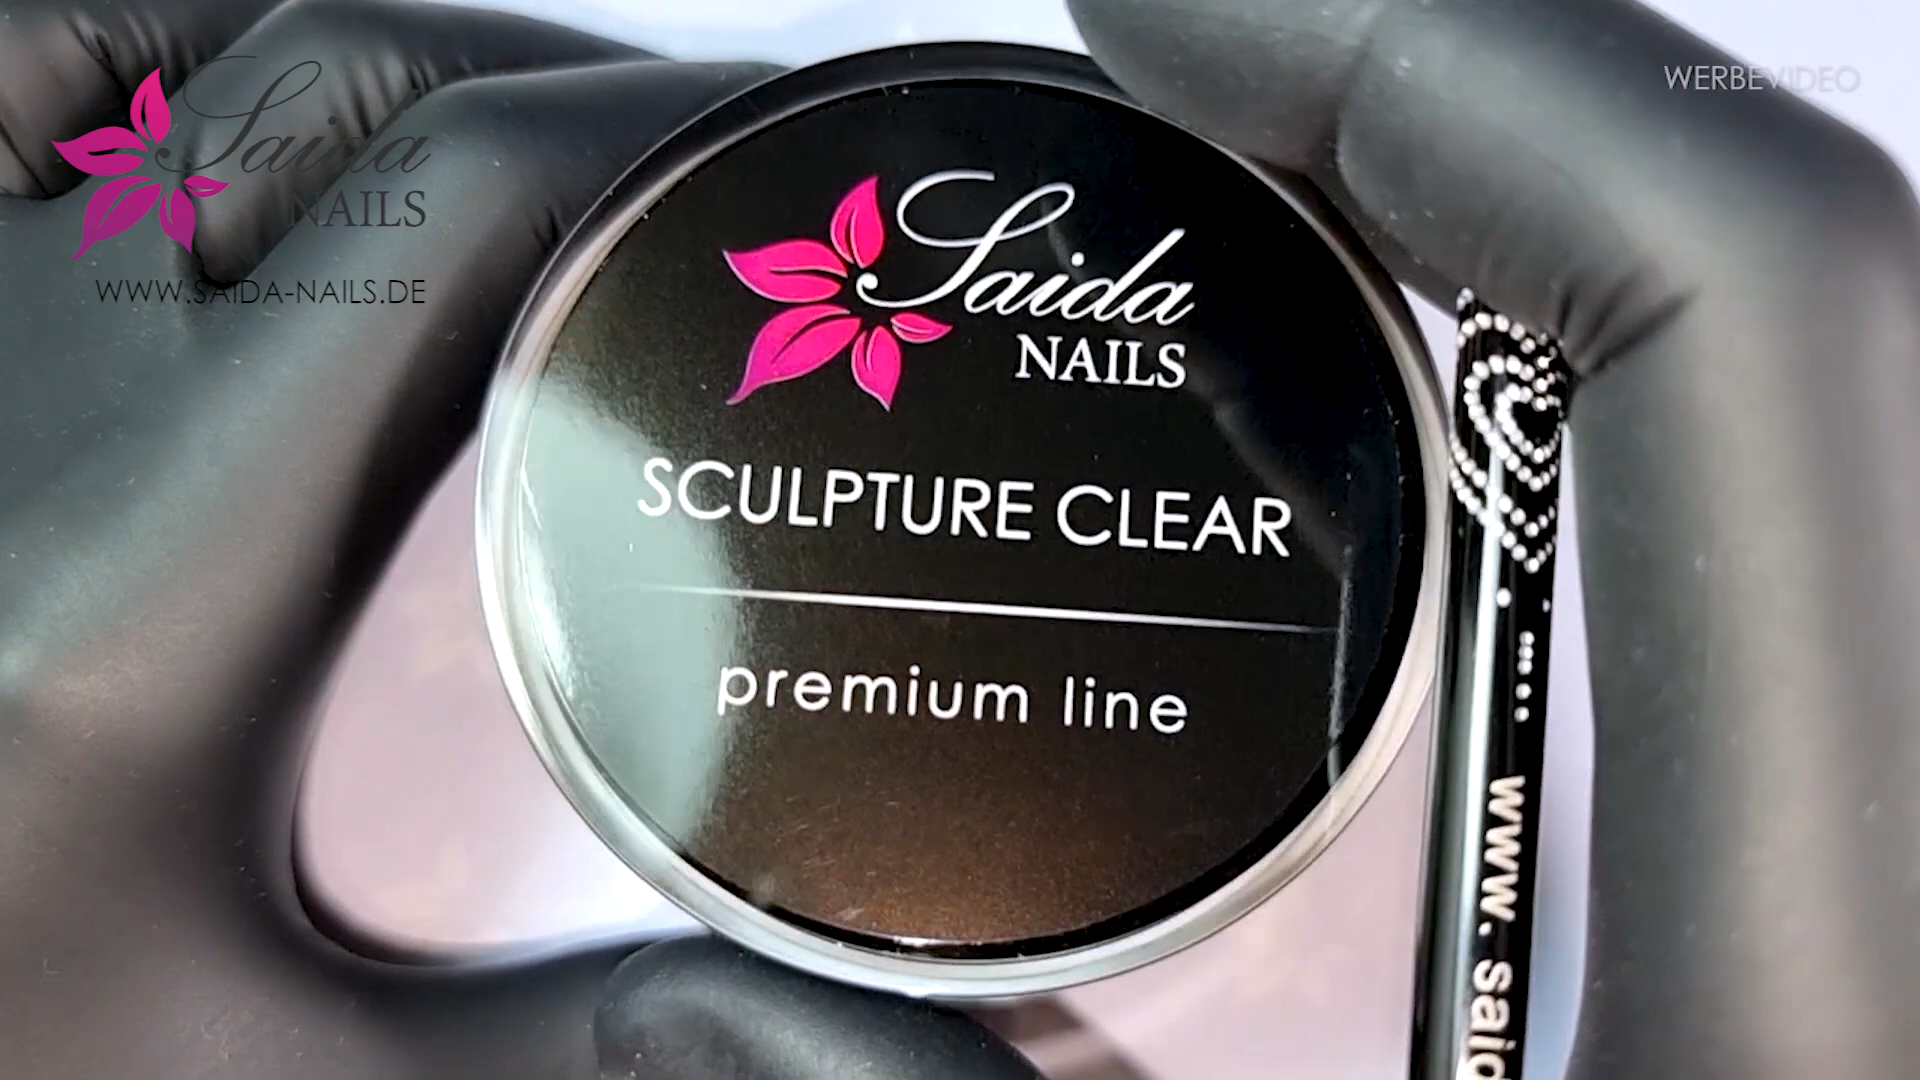 Saida
NAILS
WWW.SAIDA-NAILS.DE
WERBEVIDEO
Saida
NAILS
SCULPTURE CLEAR
premium line
www.said